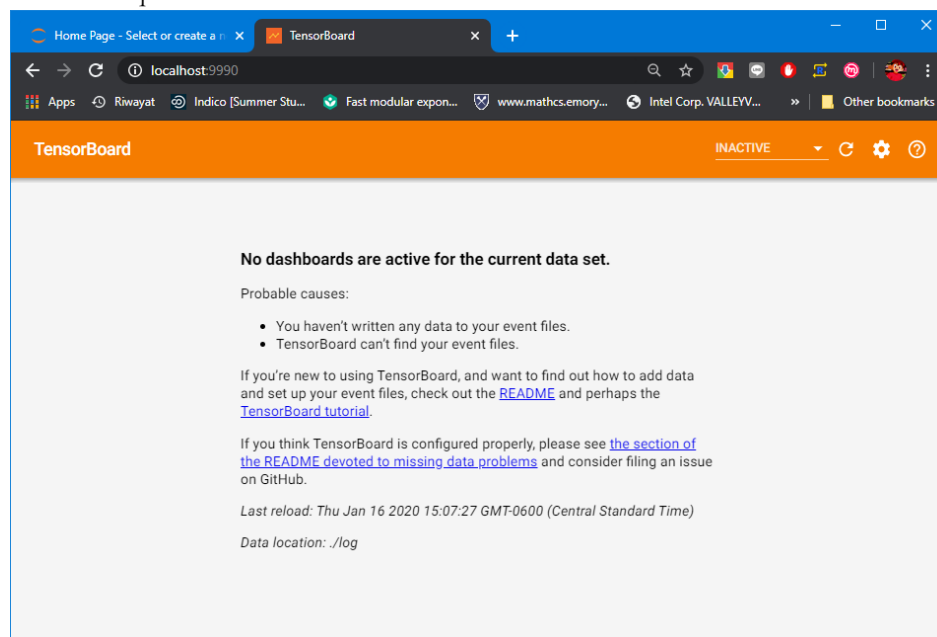 Home Page - Select or create a n
TensorBoard
localhost:9990
Apps
Riwayat
Indico [Summer Stu...
Fast modular expon...
www.mathcs.emory...
Intel Corp. VALLEYV...
»
Other bookmarks
TensorBoard
INACTIVE
No dashboards are active for the current data set.
Probable causes:
• You haven't written any data to your event files.
• TensorBoard can't find your event files.
If you're new to using TensorBoard, and want to find out how to add data
and set up your event files, check out the README and perhaps the
TensorBoard tutorial.
If you think TensorBoard is configured properly, please see the section of
the README devoted to missing data problems and consider filing an issue
on GitHub.
Last reload: Thu Jan 16 2020 15:07:27 GMT-0600 (Central Standard Time)
Data location: ./log